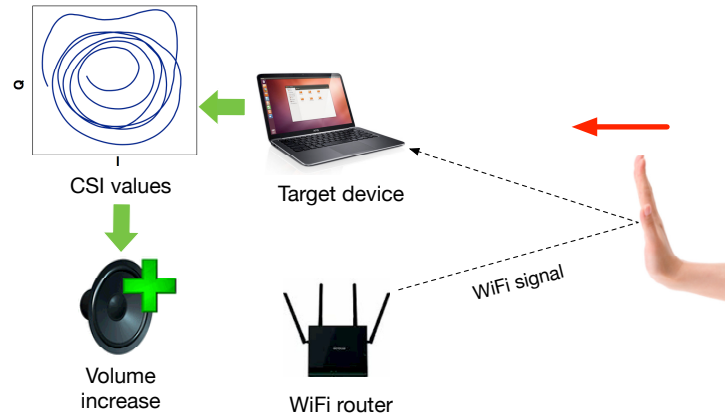 Q
I
CSI values
Target device
WiFi signal
Volume
increase
WiFi router